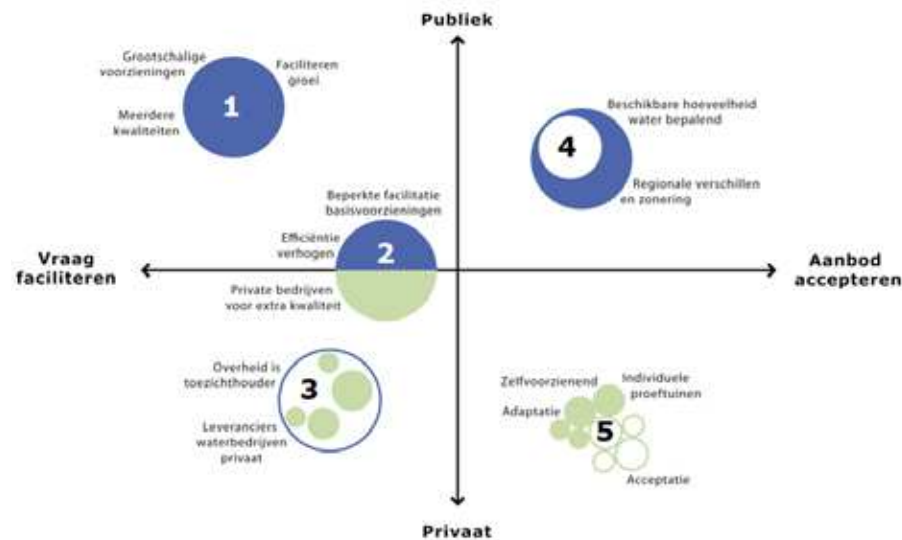 Publiek
Grootschalige
voorzieningen
Faciliteren
groei
1
Meerdere
kwaliteiten
Beschikbare hoeveelheid
water bepalend
4
Regionale verschillen
en zonering
Beperkte facilitatie
basisvoorzieningen
Efficiëntie
verhogen
2
Vraag
faciliteren
Aanbod
accepteren
Private bedrijven
voor extra kwaliteit
Overheid is
toezichthouder
3
Leveranciers
waterbedrijven
privaat
Zelfvoorzienend
Individuele
proeftuinen
Adaptatie
5
Acceptatie
Privaat